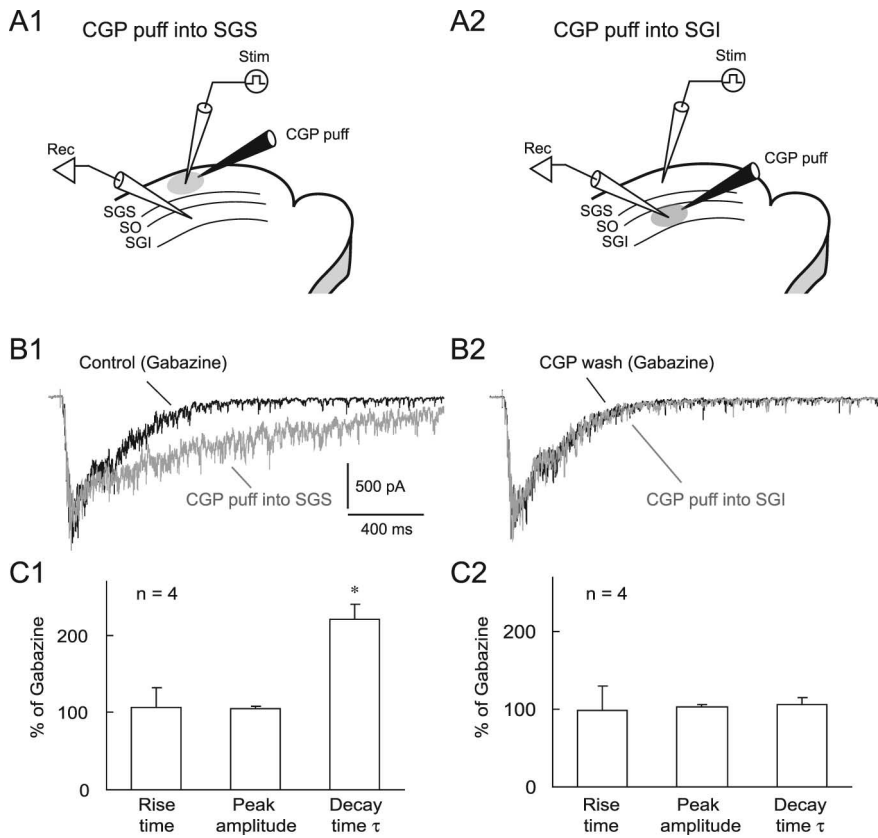 A1
CGP puff into SGS
Stim
Rec
CGP puff
SGS
SO
SGI
A2
CGP puff into SGI
Stim
Rec
CGP puff
SGS
SO
SGI
B1
Control (Gabazine)
CGP puff into SGS
500 pA
400 ms
B2
CGP wash (Gabazine)
CGP puff into SGI
C1
n = 4
*
% of Gabazine
200
100
0
Rise
time
Peak
amplitude
Decay
time τ
C2
n = 4
% of Gabazine
200
100
0
Rise
time
Peak
amplitude
Decay
time τ